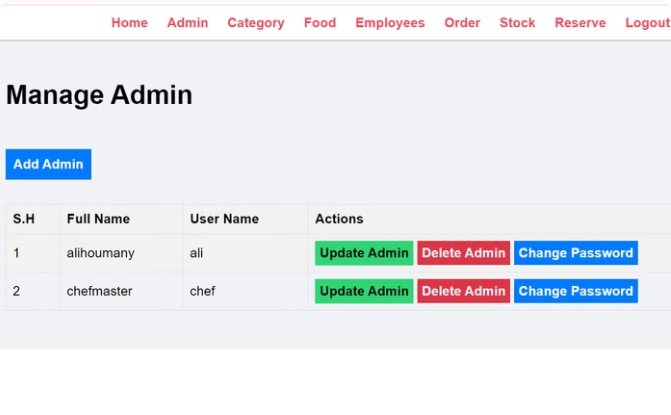 Home Admin Category Food Employees Order Stock Reserve Logout
Manage Admin
Add Admin
S.H Full Name User Name Actions
1 alihoumany ali Update Admin Delete Admin Change Password
2 chefmaster chef Update Admin Delete Admin Change Password